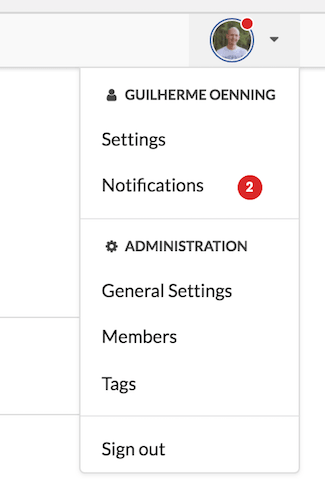 GUILHERME OENNING
Settings
Notifications 2
ADMINISTRATION
General Settings
Members
Tags
Sign out